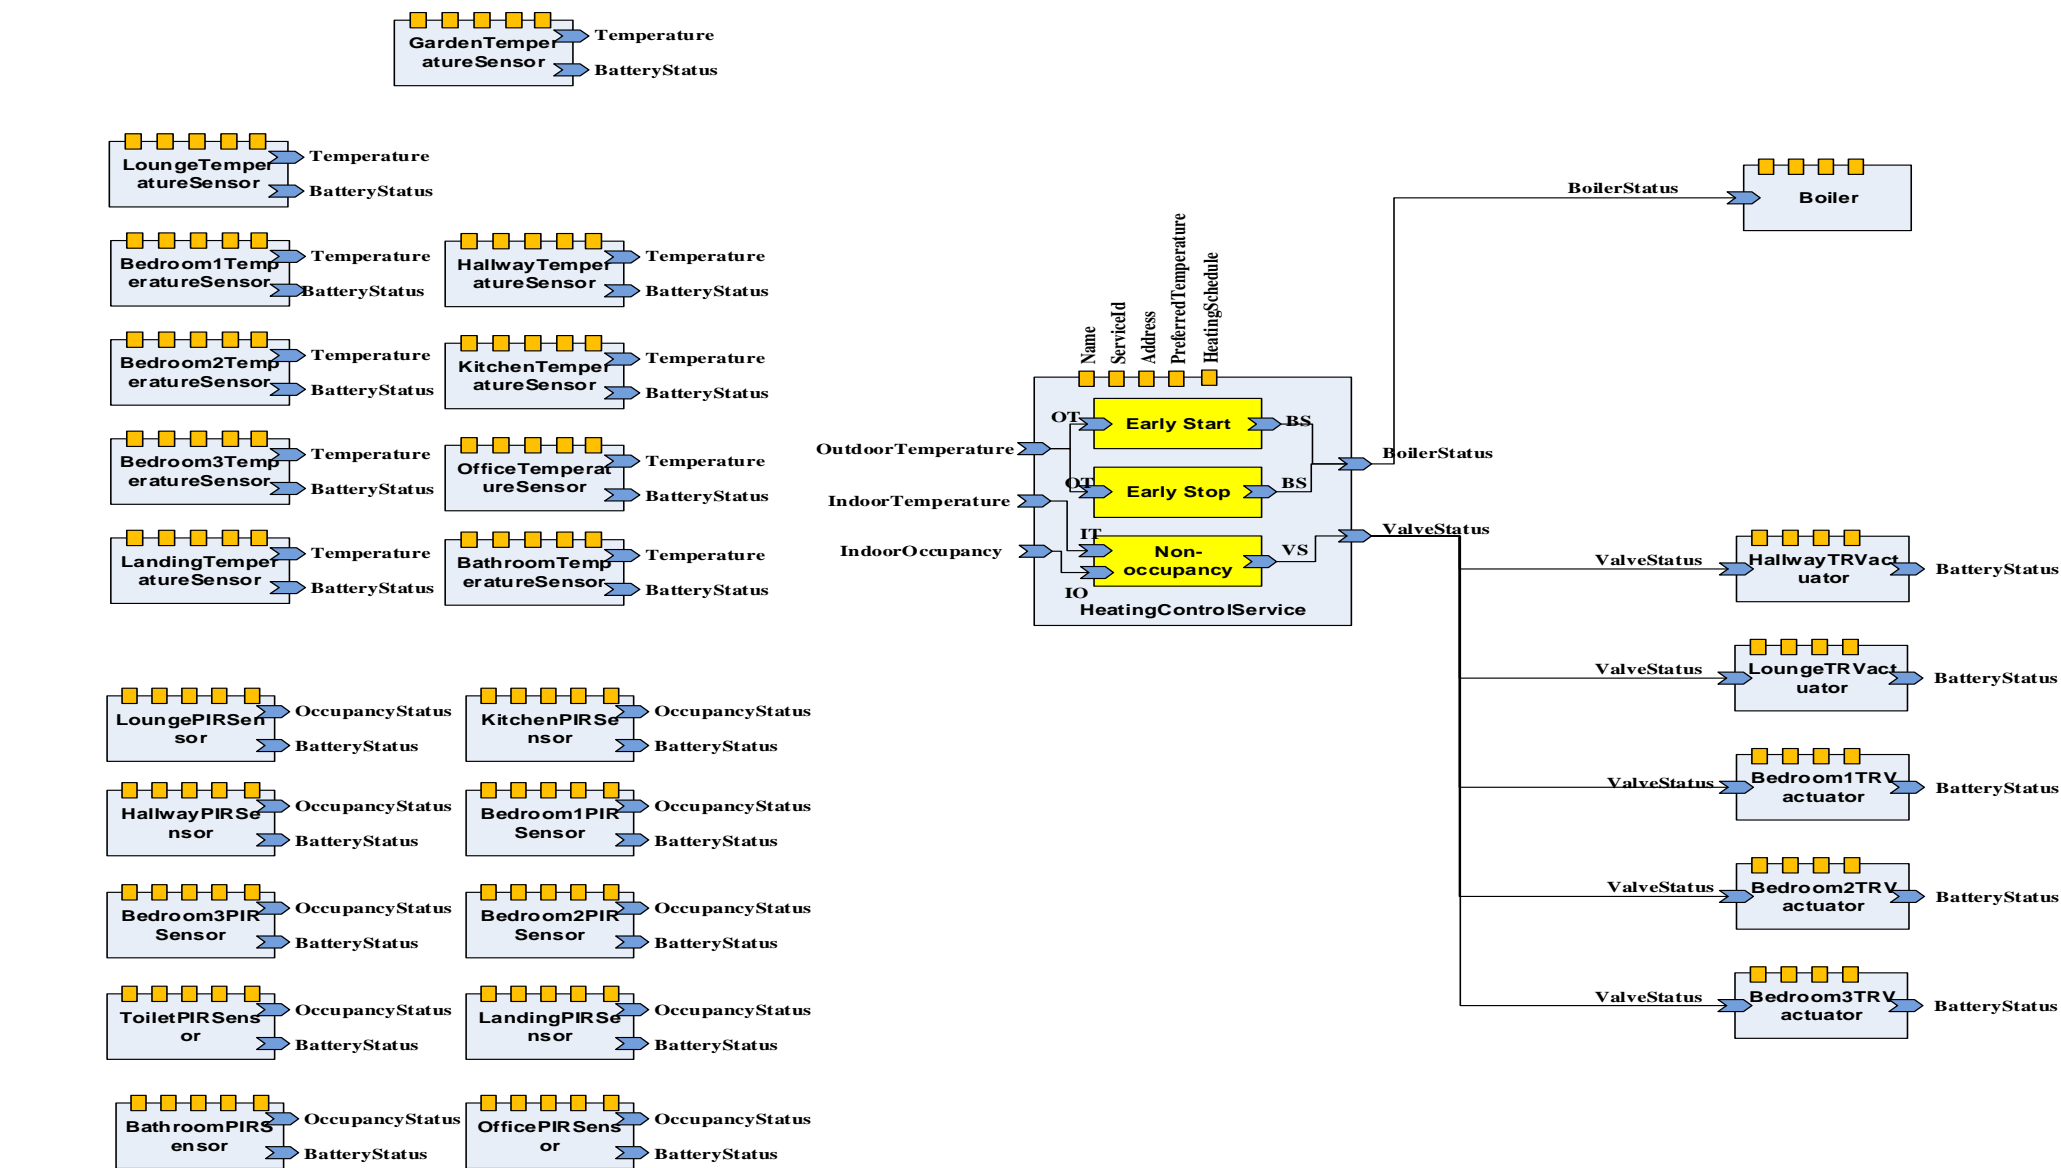 GardenTemper
atureSensor
Temperature
BatteryStatus
LoungeTemper
atureSensor
Temperature
BatteryStatus
Bedroom1Temp
eratureSensor
Temperature
BatteryStatus
HallwayTemper
atureSensor
Temperature
BatteryStatus
Bedroom2Temp
eratureSensor
Temperature
BatteryStatus
KitchenTemper
atureSensor
Temperature
BatteryStatus
Bedroom3Temp
eratureSensor
Temperature
BatteryStatus
OfficeTemperat
ureSensor
Temperature
BatteryStatus
LandingTemper
atureSensor
Temperature
BatteryStatus
BathroomTemp
eratureSensor
Temperature
BatteryStatus
LoungePIRSen
sor
OccupancyStatus
BatteryStatus
KitchenPIRSe
nsor
OccupancyStatus
BatteryStatus
HallwayPIRSe
nsor
OccupancyStatus
BatteryStatus
Bedroom1PIR
Sensor
OccupancyStatus
BatteryStatus
Bedroom3PIR
Sensor
OccupancyStatus
BatteryStatus
Bedroom2PIR
Sensor
OccupancyStatus
BatteryStatus
ToiletPIRSens
or
OccupancyStatus
BatteryStatus
LandingPIRSe
nsor
OccupancyStatus
BatteryStatus
BathroomPIRS
ensor
OccupancyStatus
BatteryStatus
OfficePIRSens
or
OccupancyStatus
BatteryStatus
Name
ServiceId
Address
PreferredTemperature
HeatingSchedule
OutdoorTemperature
IndoorTemperature
IndoorOccupancy
OT
Early Start
BS
OT
Early Stop
BS
IT
IO
Non-
occupancy
VS
HeatingControlService
BoilerStatus
ValveStatus
BoilerStatus
Boiler
ValveStatus
HallwayTRVact
uator
BatteryStatus
ValveStatus
LoungeTRVact
uator
BatteryStatus
ValveStatus
Bedroom1TRV
actuator
BatteryStatus
ValveStatus
Bedroom2TRV
actuator
BatteryStatus
ValveStatus
Bedroom3TRV
actuator
BatteryStatus